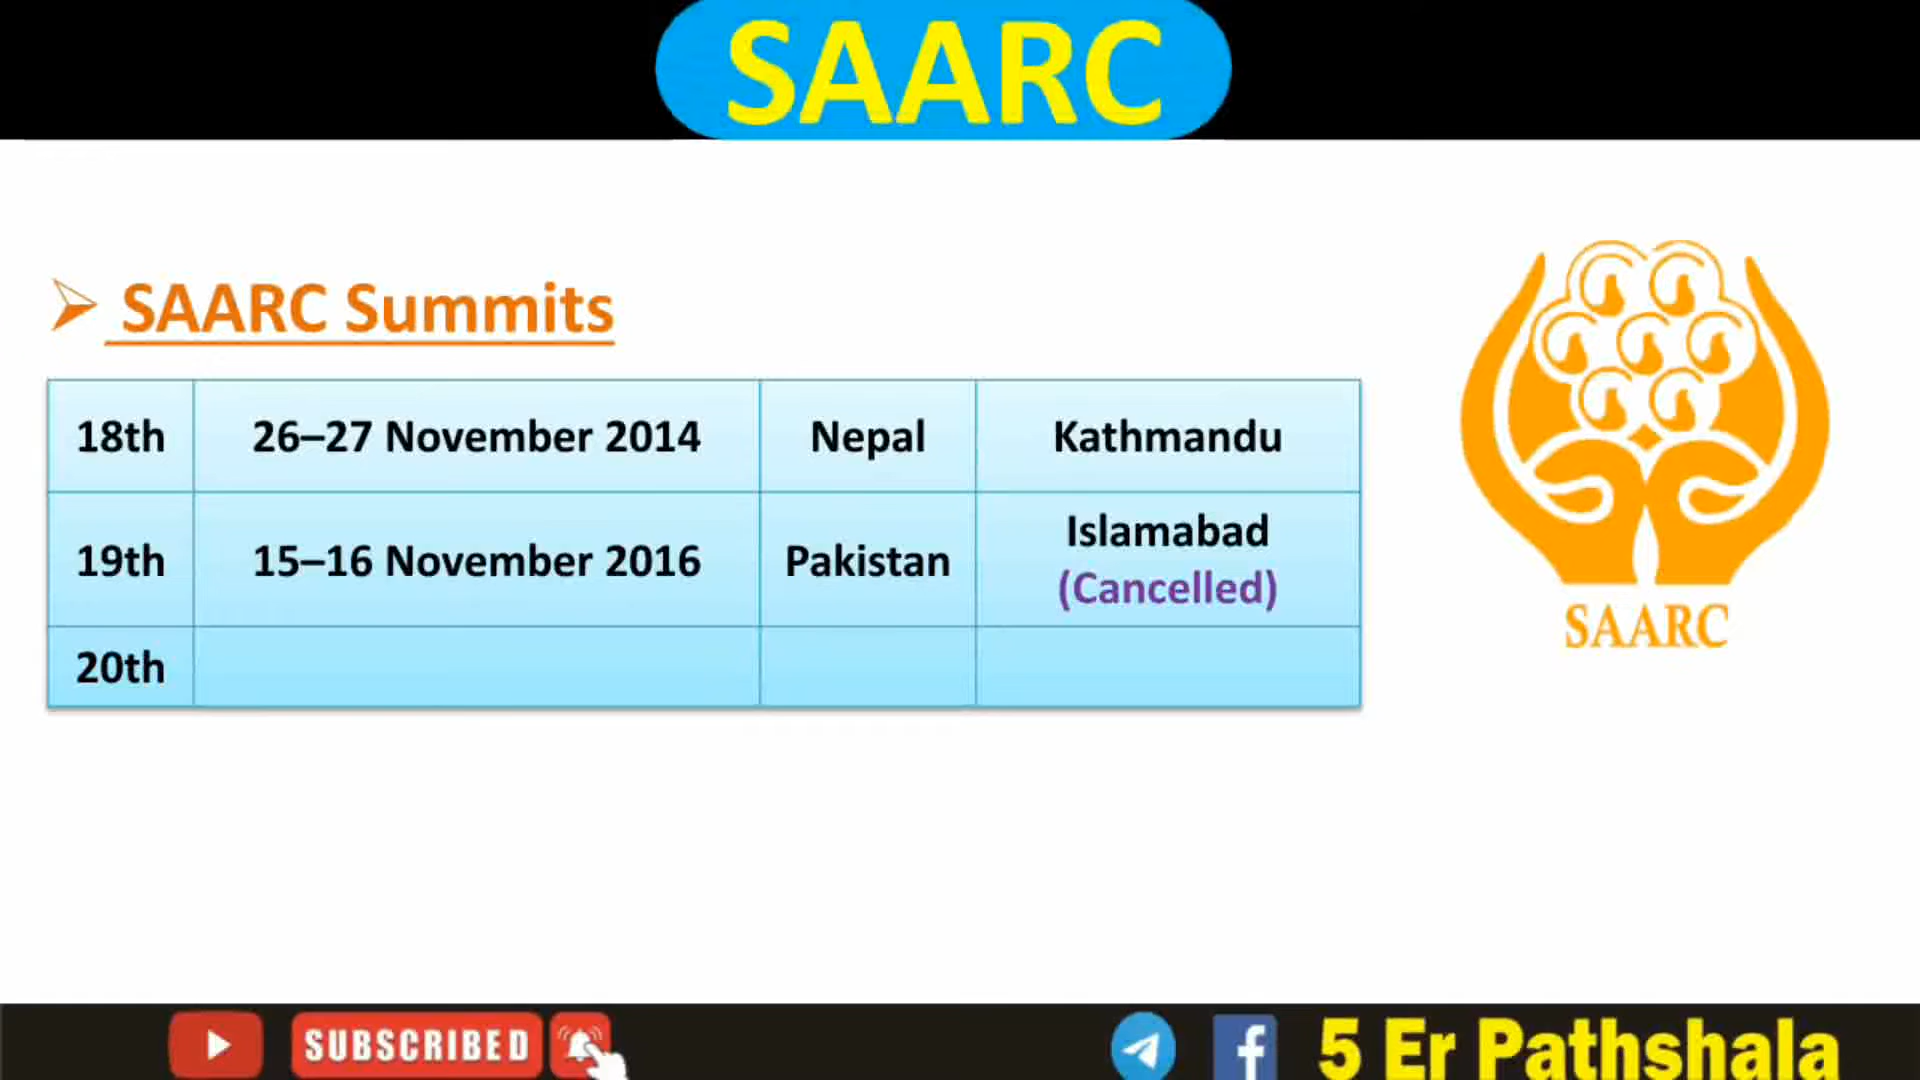 SAARC
SAARC Summits
18th 26–27 November 2014 Nepal Kathmandu
19th 15–16 November 2016 Pakistan Islamabad
(Cancelled)
20th
SAARC
SUBSCRIBED
5 Er Pathshala